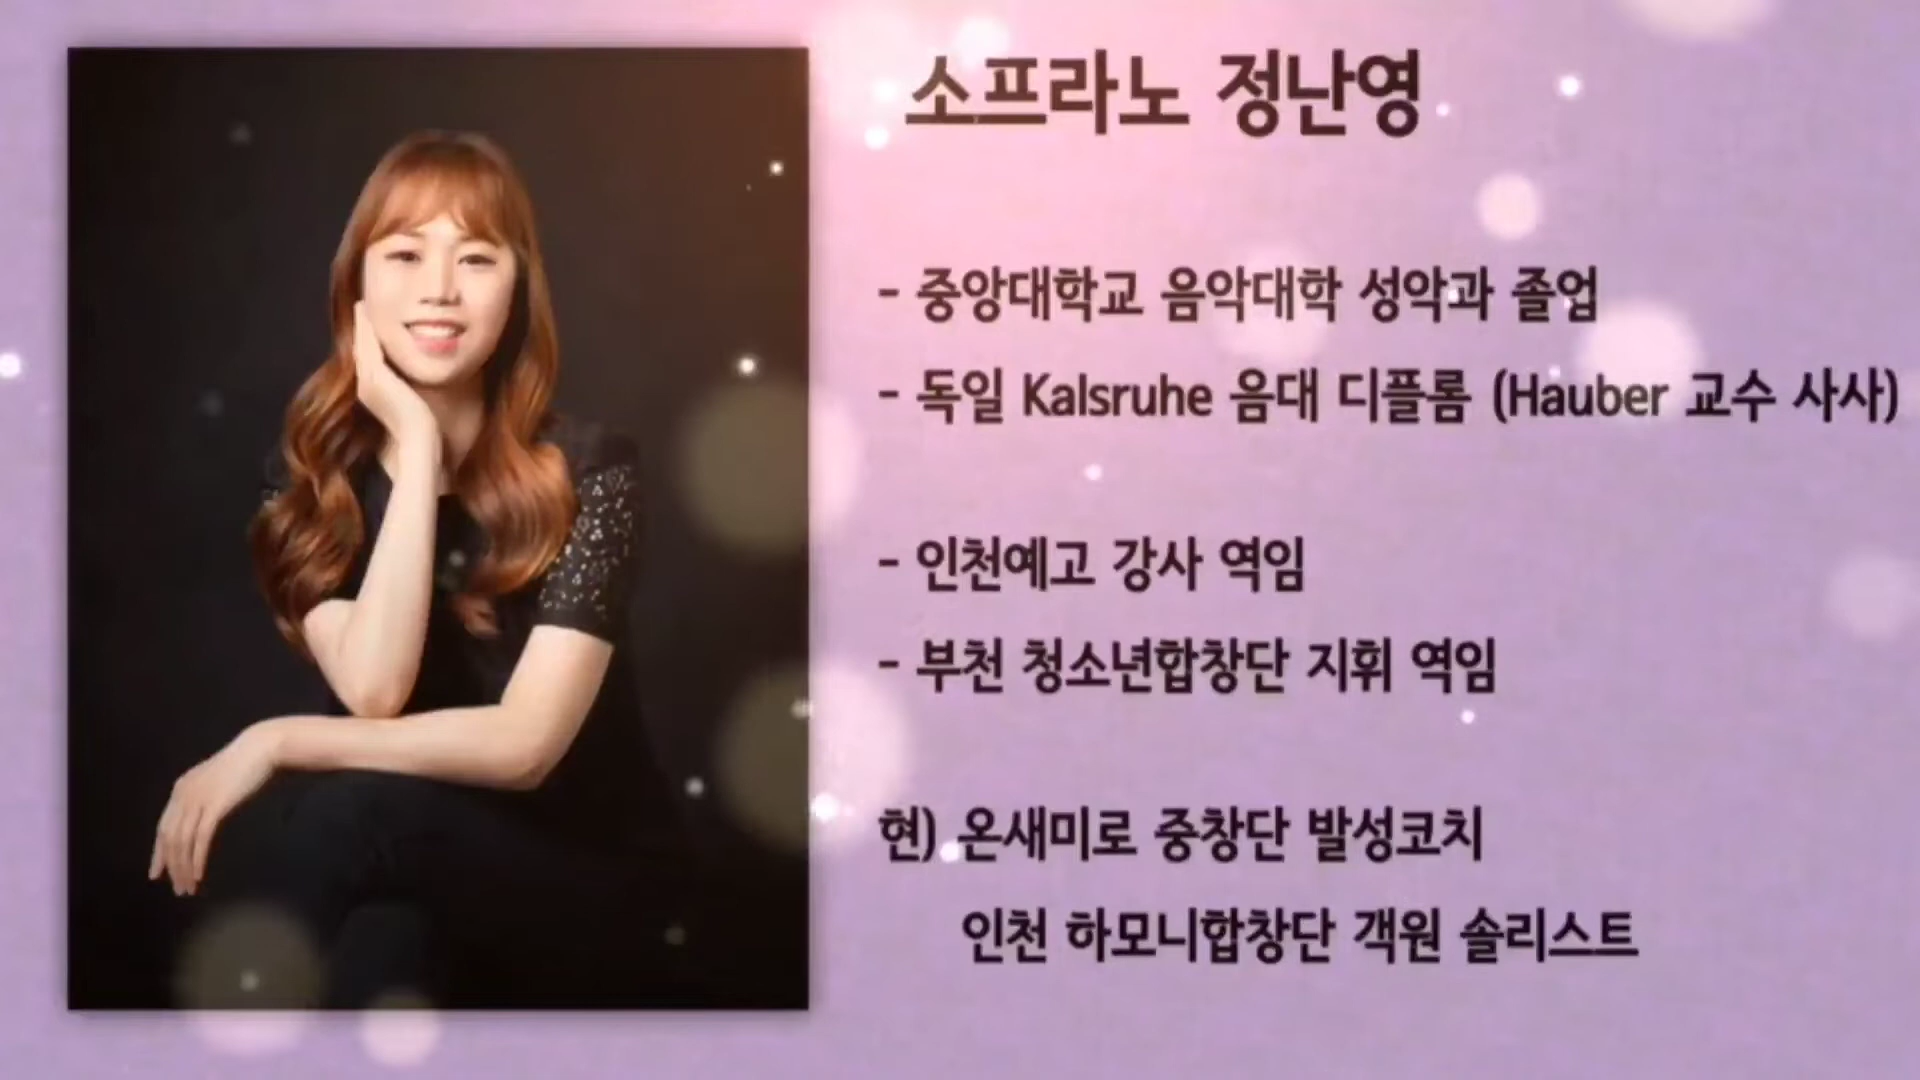 소프라노 정난영
- 중앙대학교 음악대학 성악과 졸업
- 독일 Kalsruhe 음대 디플롬 (Hauber 교수 사사)
- 인천예고 강사 역임
- 부천 청소년합창단 지휘 역임
현) 온새미로 중창단 발성코치
인천 하모니합창단 객원 솔리스트